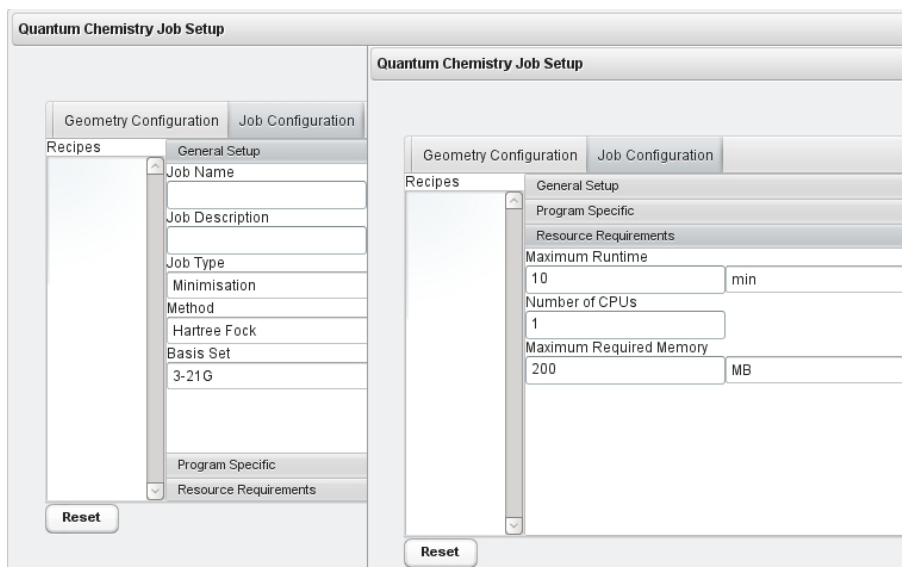 Quantum Chemistry Job Setup
Geometry Configuration
Job Configuration
Recipes
General Setup
Job Name
Job Description
Job Type
Minimisation
Method
Hartree Fock
Basis Set
3-21G
Program Specific
Resource Requirements
Reset
Quantum Chemistry Job Setup
Geometry Configuration
Job Configuration
Recipes
General Setup
Program Specific
Resource Requirements
Maximum Runtime
10 min
Number of CPUs
1
Maximum Required Memory
200 MB
Reset